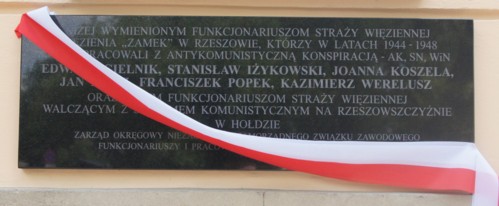 WYMIENIONYM FUNKCJONARIUSZOM STRAŻY WIĘZIENNEJ
„ZAMEK” W RZESZOWIE, KTÓRZY W LATACH 1944 - 1948
Z ANTYKOMUNISTYCZNĄ KONSPIRACJĄ - AK, SN, WiN
STANISŁAW IŻYKOWSKI, JOANNA KOSZELA,
JAN FRANCISZEK POPEK, KAZIMIERZ WERELUSZ
FUNKCJONARIUSZOM STRAŻY WIĘZIENNEJ
WALCZĄCYM Z KOMUNISTYCZNYM NA RZESZOWSZCZYŹNIE
W HOŁDZIE
ZARZĄD OKRĘGOWY ZWIĄZKU ZAWODOWEGO
FUNKCJONARIUSZY I